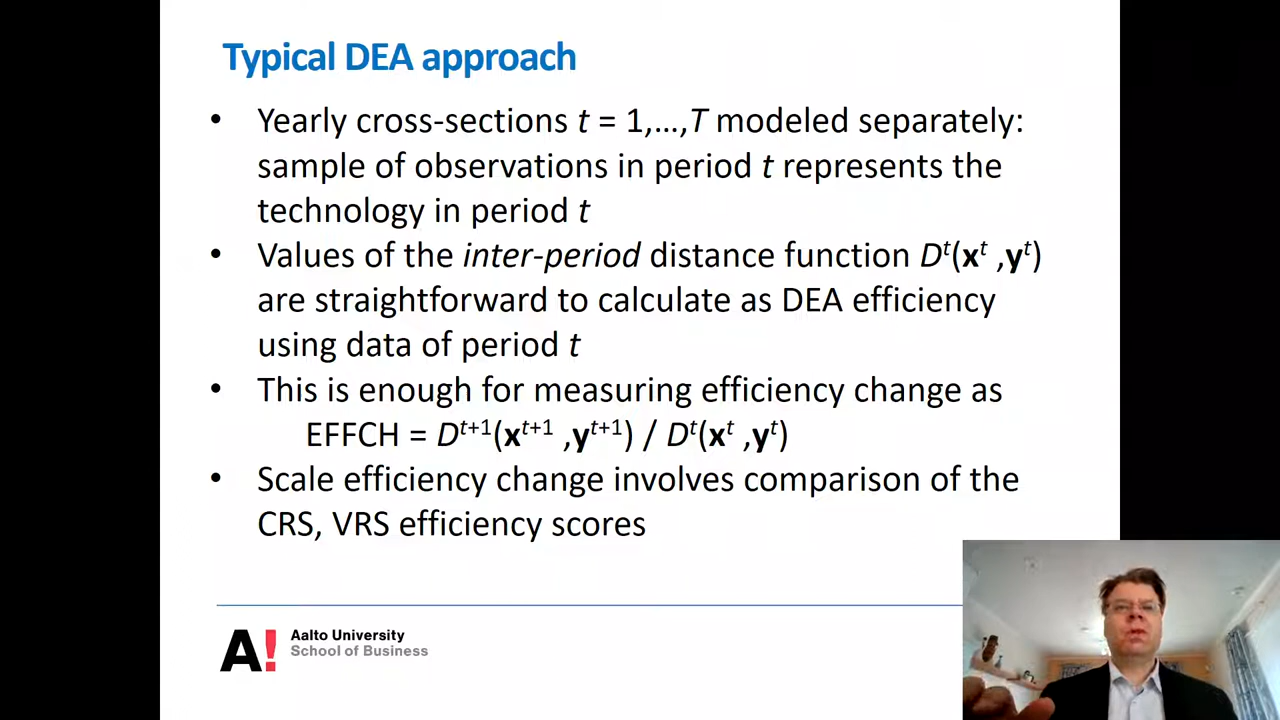 Typical DEA approach
• Yearly cross-sections t = 1,...,T modeled separately:
sample of observations in period t represents the
technology in period t
• Values of the inter-period distance function Dᵗ(xᵗ ,yᵗ)
are straightforward to calculate as DEA efficiency
using data of period t
• This is enough for measuring efficiency change as
EFFCH = Dᵗ⁺¹(xᵗ⁺¹ ,yᵗ⁺¹) / Dᵗ(xᵗ ,yᵗ)
• Scale efficiency change involves comparison of the
CRS, VRS efficiency scores
A! Aalto University
School of Business